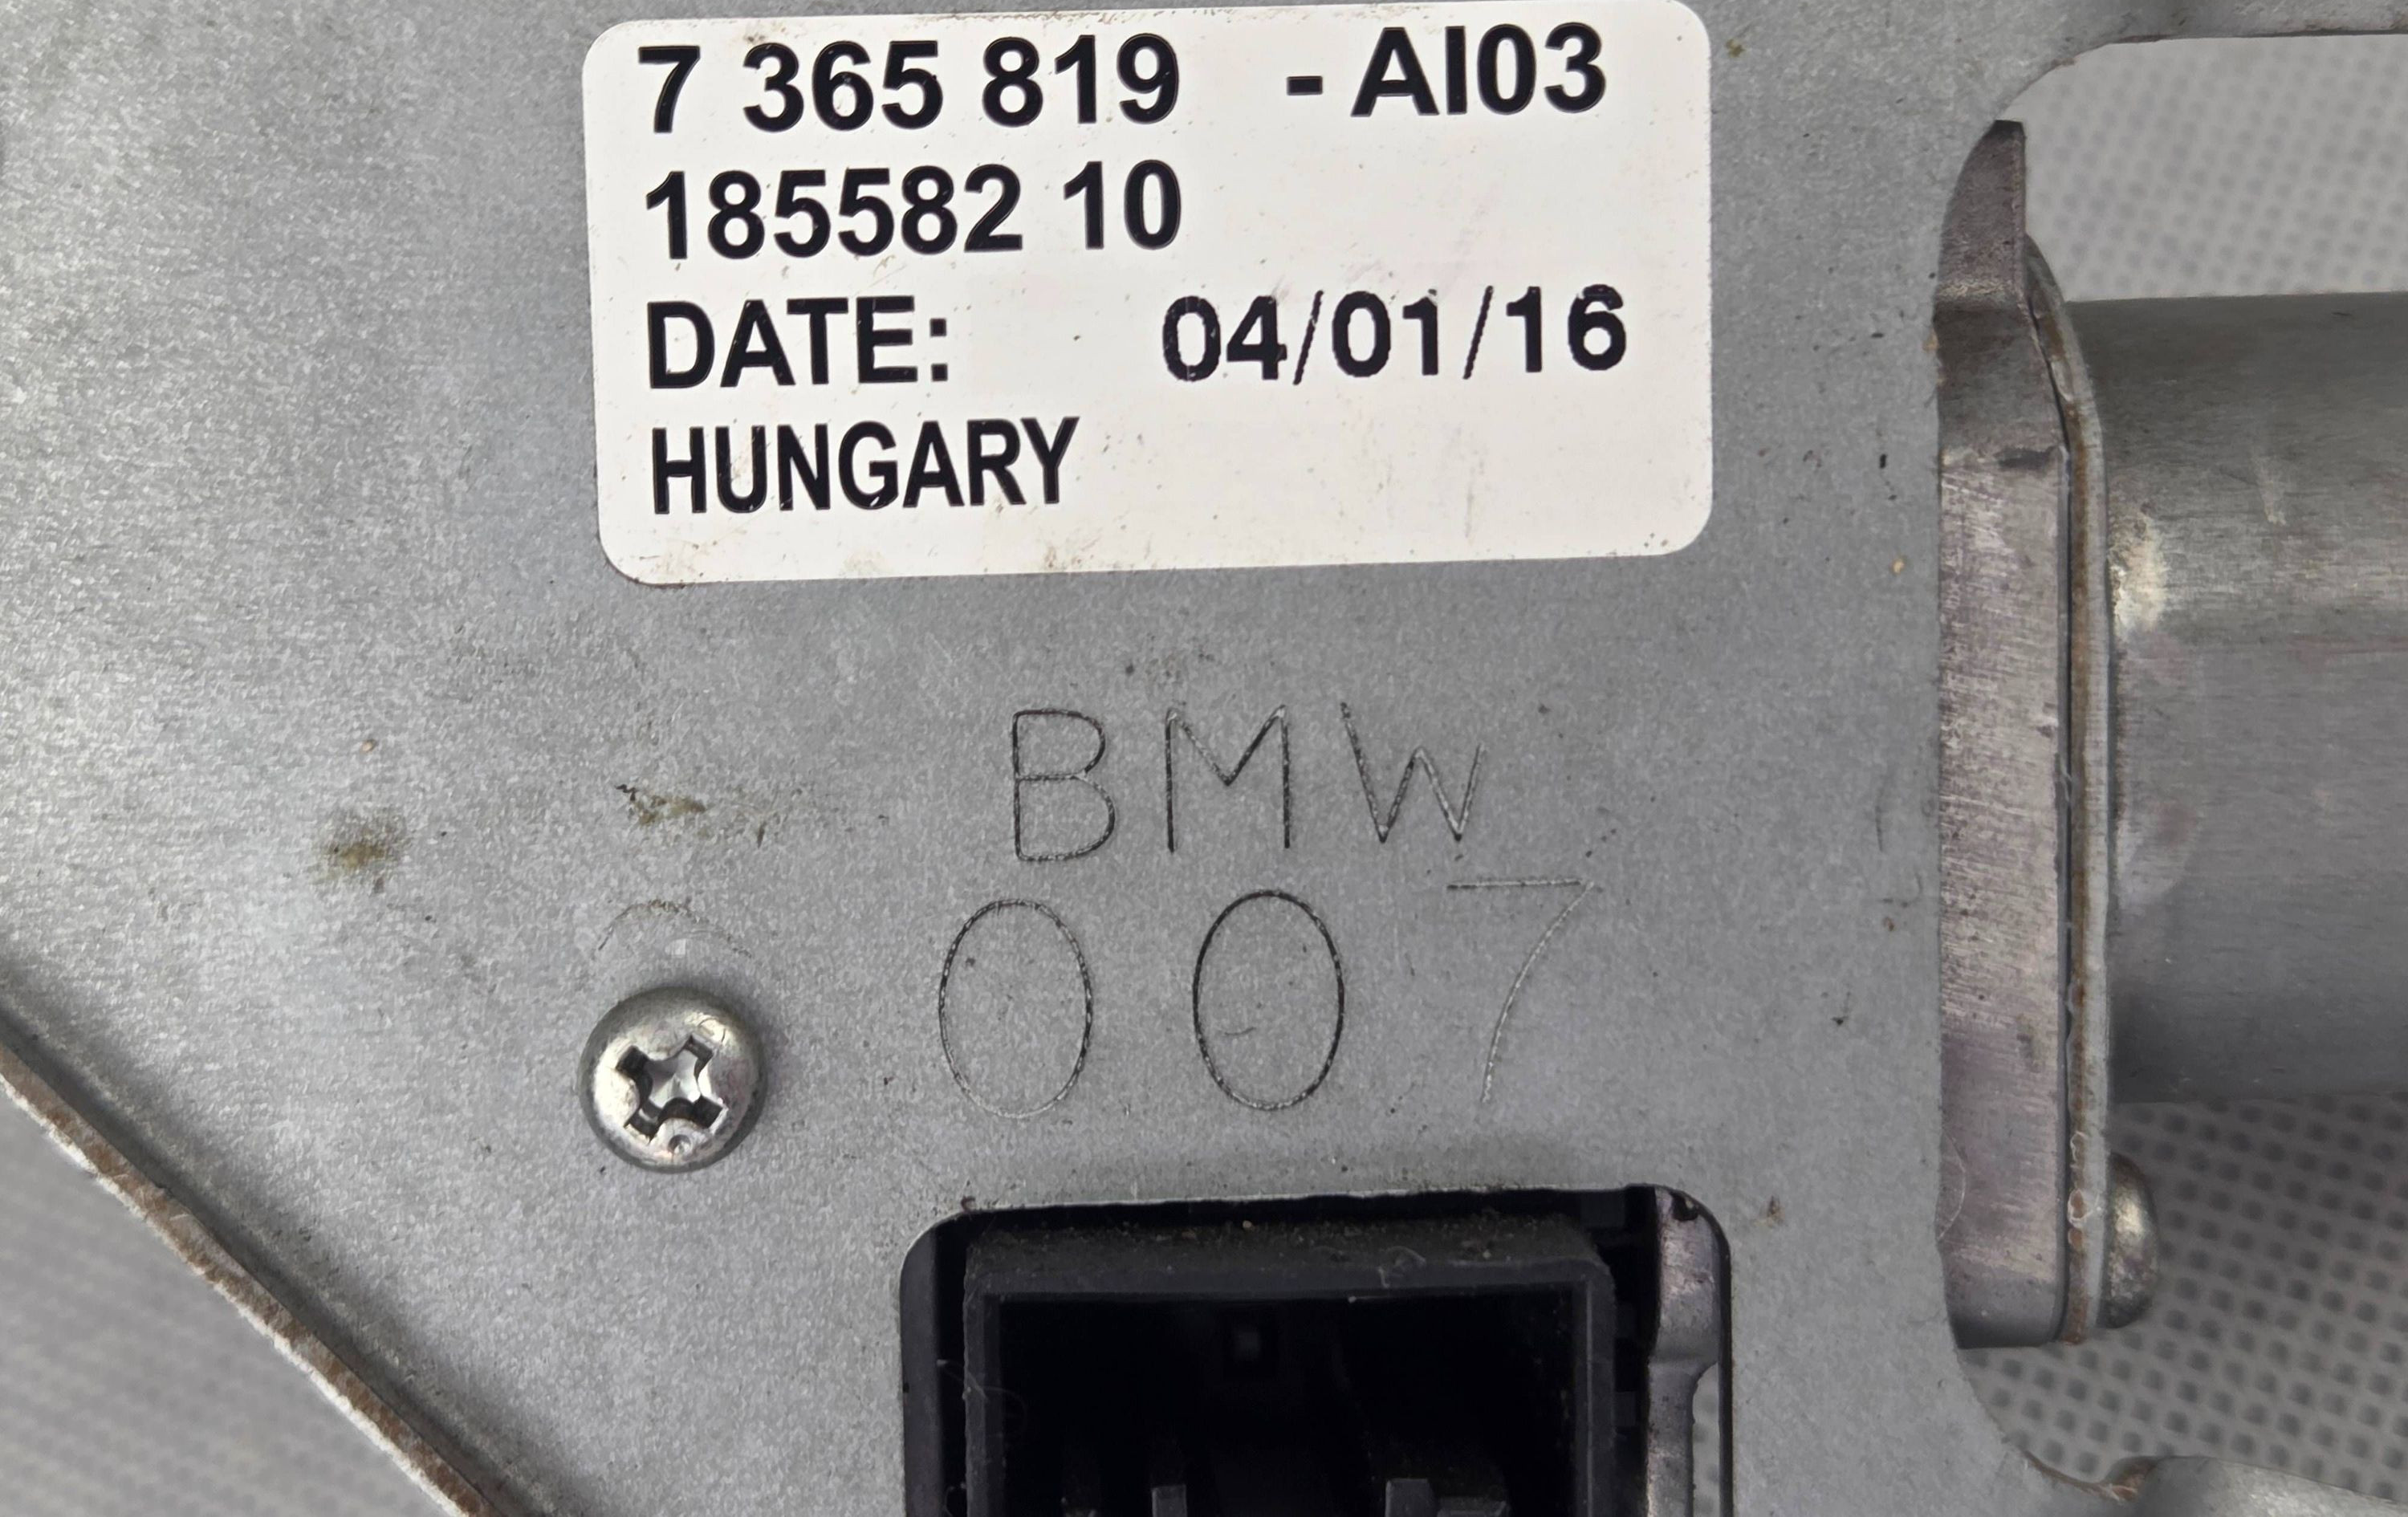 7 365 819 - AI03
185582 10
DATE: 04/01/16
HUNGARY
BMW
007